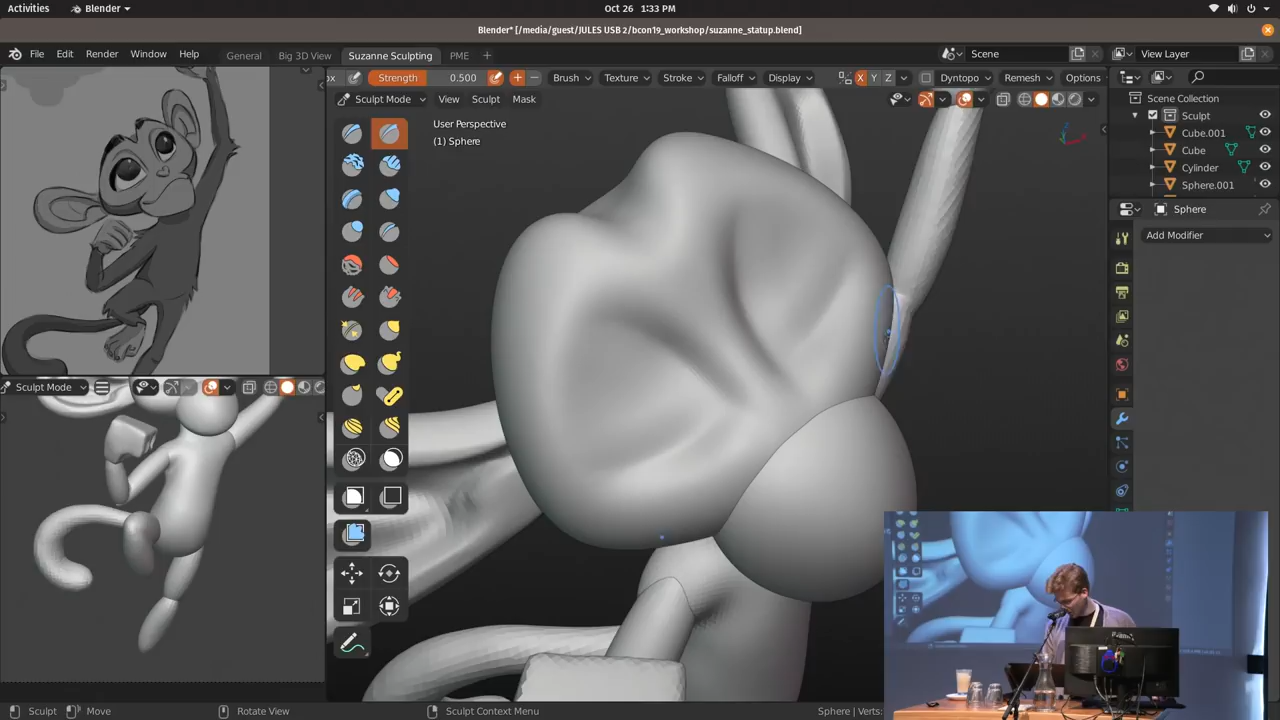 Activities
Blender
Oct 26 1:33 PM
Blender* [/media/guest/JULES USB 2/bcon19_workshop/suzanne_statup.blend]
File Edit Render Window Help
General Big 3D View Suzanne Sculpting PME +
Scene
View Layer
Strength 0.500
Brush Texture Stroke Falloff Display
X Y Z
Dyntopo Remesh Options
Sculpt Mode View Sculpt Mask
User Perspective
(1) Sphere
Scene Collection
Sculpt
Cube.001
Cube
Cylinder
Sphere.001
Sphere
Add Modifier
Sculpt Mode
Sculpt Move Rotate View Sculpt Context Menu
Sphere | Verts: